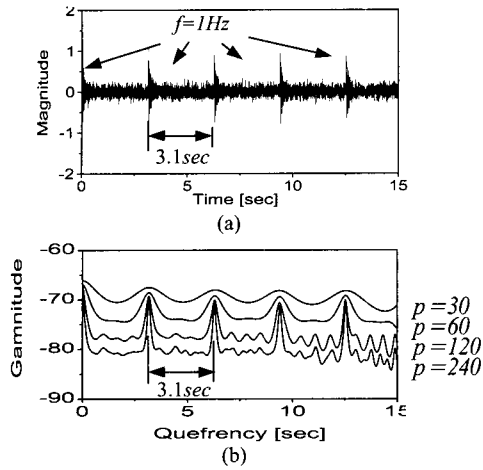 f=1Hz
2
1
0
-1
-2
Magnitude
3.1sec
0
5
10
15
Time [sec]
(a)
-60
-70
-80
-90
Gamnitude
p=30
p=60
p=120
p=240
3.1sec
0
5
10
15
Quefrency [sec]
(b)